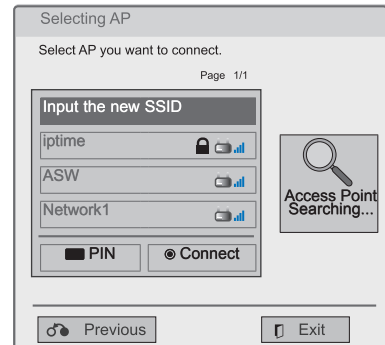 Selecting AP
Select AP you want to connect.
Page 1/1
Input the new SSID
iptime
ASW
Network1
PIN
Connect
Access Point
Searching...
Previous
Exit